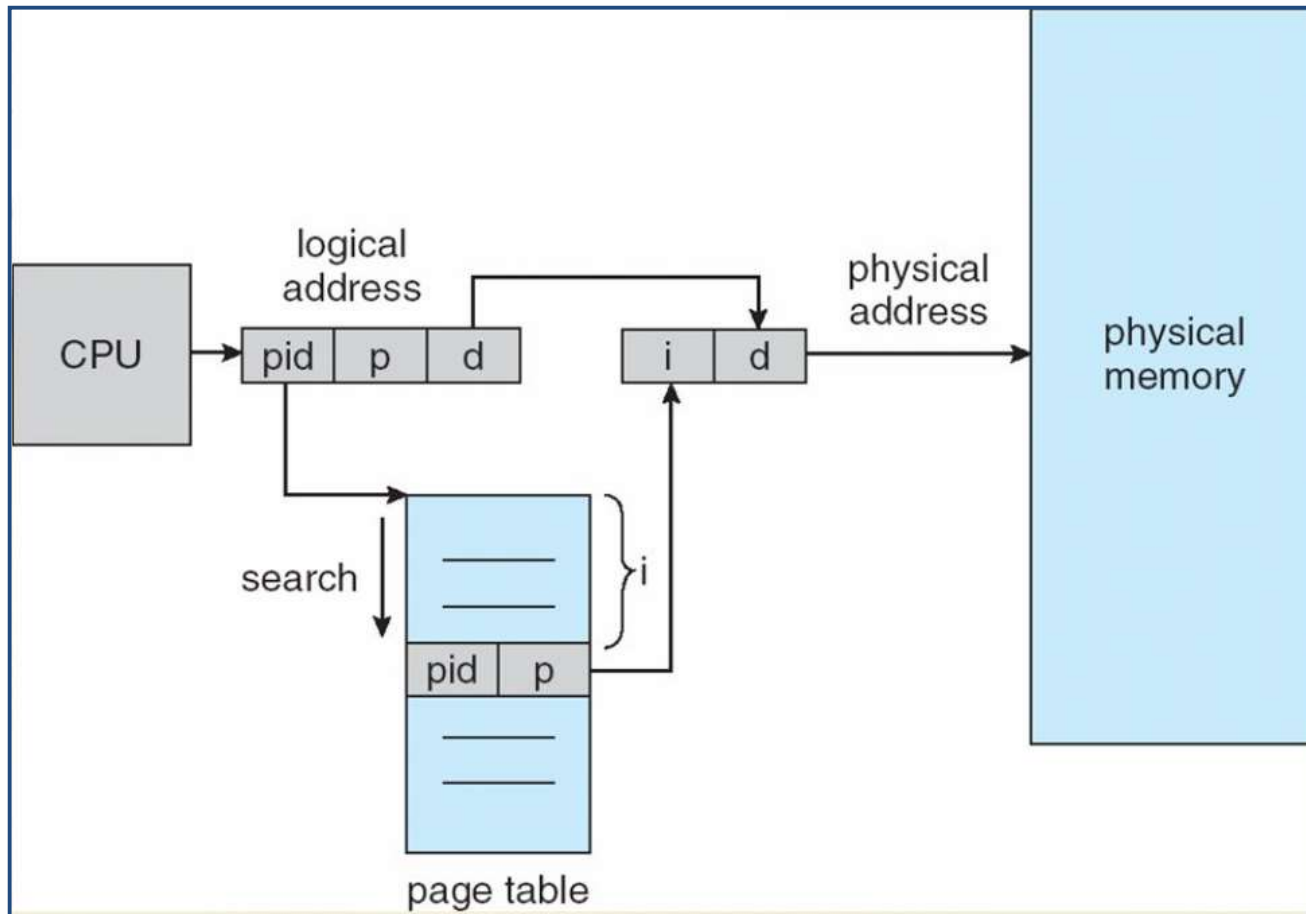 logical
address
physical
address
CPU
pid p d
i d
physical
memory
search
i
pid p
page table